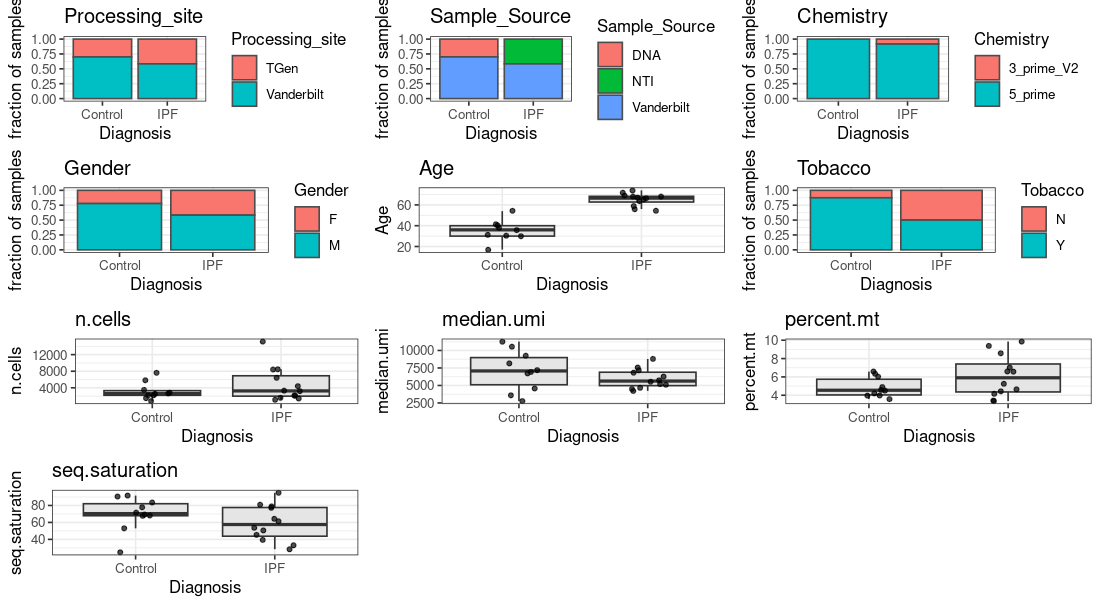 Processing_site
fraction of samples
1.00
0.75
0.50
0.25
0.00
Control
IPF
Diagnosis
Processing_site
TGen
Vanderbilt
Sample_Source
fraction of samples
1.00
0.75
0.50
0.25
0.00
Control
IPF
Diagnosis
Sample_Source
DNA
NTI
Vanderbilt
Chemistry
fraction of samples
1.00
0.75
0.50
0.25
0.00
Control
IPF
Diagnosis
Chemistry
3_prime_V2
5_prime
Gender
fraction of samples
1.00
0.75
0.50
0.25
0.00
Control
IPF
Diagnosis
Gender
F
M
Age
Age
60
40
20
Control
IPF
Diagnosis
Tobacco
fraction of samples
1.00
0.75
0.50
0.25
0.00
Control
IPF
Diagnosis
Tobacco
N
Y
n.cells
n.cells
12000
8000
4000
Control
IPF
Diagnosis
median.umi
median.umi
10000
7500
5000
2500
Control
IPF
Diagnosis
percent.mt
percent.mt
10
8
6
4
Control
IPF
Diagnosis
seq.saturation
seq.saturation
80
60
40
Control
IPF
Diagnosis